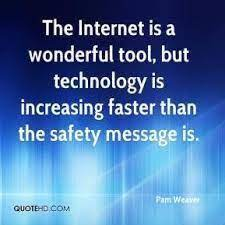 The Internet is a
wonderful tool, but
technology is
increasing faster than
the safety message is.
Pam Weaver
QUOTEHD.COM